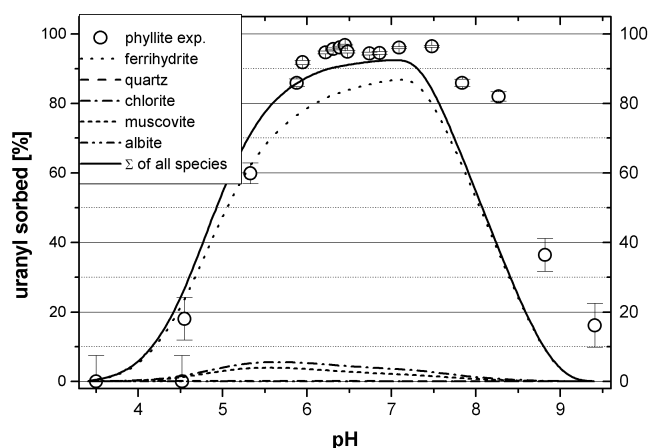 phyllite exp.
ferrihydrite
quartz
chlorite
muscovite
albite
Σ of all species
uranyl sorbed [%]
100
80
60
40
20
0
100
80
60
40
20
0
4 5 6 7 8 9
pH